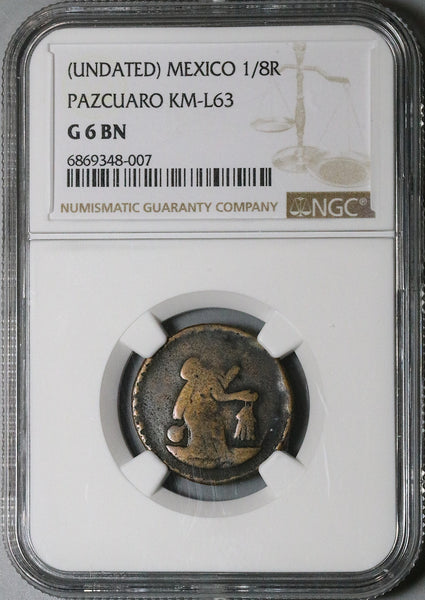 (UNDATED) MEXICO 1/8R
PAZCUARO KM-L63
G 6 BN
6869348-007
NUMISMATIC GUARANTY COMPANY
NGC